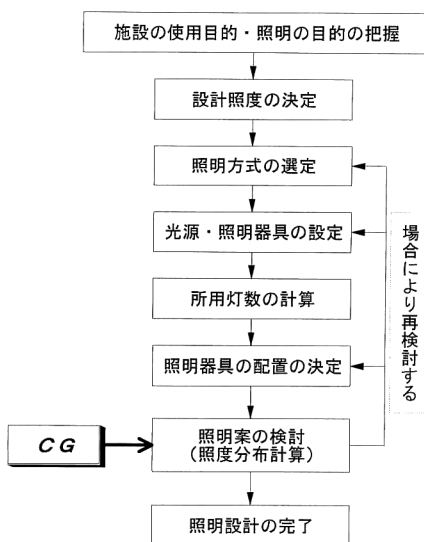 施設の使用目的・照明の目的の把握
設計照度の決定
照明方式の選定
光源・照明器具の設定
所用灯数の計算
照明器具の配置の決定
場合により再検討する
CG
照明案の検討
(照度分布計算)
照明設計の完了